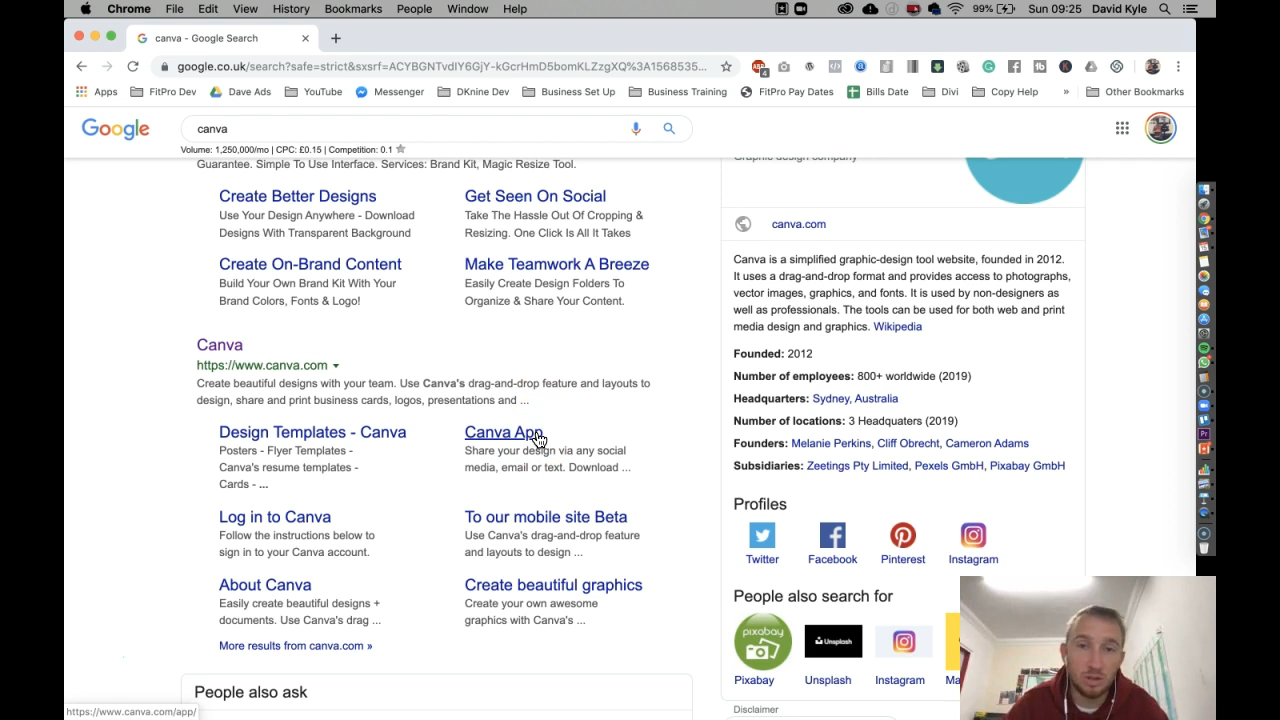 Chrome File Edit View History Bookmarks People Window Help 99% Sun 09:25 David Kyle
canva - Google Search
google.co.uk/search?safe=strict&sxsrf=ACYBGNTvdIY6GjY-kGcrHmD5bomKLZzgXQ%3A1568535...
4
Apps FitPro Dev Dave Ads YouTube Messenger DKnine Dev Business Set Up Business Training FitPro Pay Dates Bills Date Divi Copy Help » Other Bookmarks
Google canva
Volume: 1,250,000/mo | CPC: £0.15 | Competition: 0.1
Guarantee. Simple To Use Interface. Services: Brand Kit, Magic Resize Tool.
Create Better Designs
Use Your Design Anywhere - Download
Designs With Transparent Background
Get Seen On Social
Take The Hassle Out Of Cropping &
Resizing. One Click Is All It Takes
Create On-Brand Content
Build Your Own Brand Kit With Your
Brand Colors, Fonts & Logo!
Make Teamwork A Breeze
Easily Create Design Folders To
Organize & Share Your Content.
Canva
https://www.canva.com
Create beautiful designs with your team. Use Canva's drag-and-drop feature and layouts to
design, share and print business cards, logos, presentations and ...
Design Templates - Canva
Posters - Flyer Templates -
Canva's resume templates -
Cards - ...
Canva App
Share your design via any social
media, email or text. Download ...
Log in to Canva
Follow the instructions below to
sign in to your Canva account.
To our mobile site Beta
Use Canva's drag-and-drop feature
and layouts to design ...
About Canva
Easily create beautiful designs +
documents. Use Canva's drag ...
Create beautiful graphics
Create your own awesome
graphics with Canva's ...
More results from canva.com »
People also ask
https://www.canva.com/app/
Graphic design company
canva.com
Canva is a simplified graphic-design tool website, founded in 2012.
It uses a drag-and-drop format and provides access to photographs,
vector images, graphics, and fonts. It is used by non-designers as
well as professionals. The tools can be used for both web and print
media design and graphics. Wikipedia
Founded: 2012
Number of employees: 800+ worldwide (2019)
Headquarters: Sydney, Australia
Number of locations: 3 Headquaters (2019)
Founders: Melanie Perkins, Cliff Obrecht, Cameron Adams
Subsidiaries: Zeetings Pty Limited, Pexels GmbH, Pixabay GmbH
Profiles
Twitter Facebook Pinterest Instagram
People also search for
pixabay Unsplash
Pixabay Unsplash Instagram Ma
Disclaimer